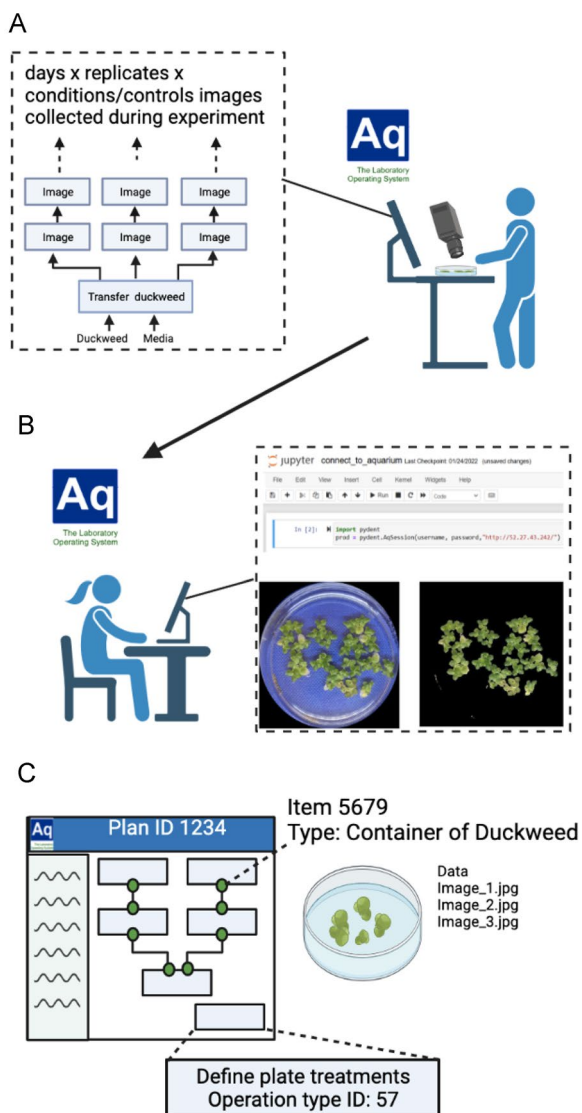 A
days x replicates x
conditions/controls images
collected during experiment
Image Image Image
Image Image Image
Transfer duckweed
Duckweed Media
Aq
The Laboratory
Operating System
B
Aq
The Laboratory
Operating System
jupyter connect_to_aquarium Last Checkpoint: 01/24/2022 (unsaved changes)
File Edit View Insert Cell Kernel Widgets Help
Run Code
In [2]: import pydent
prod = pydent.AqSession(username, password,"http://52.27.43.242/")
C
Aq
Plan ID 1234
Item 5679
Type: Container of Duckweed
Data
Image_1.jpg
Image_2.jpg
Image_3.jpg
Define plate treatments
Operation type ID: 57